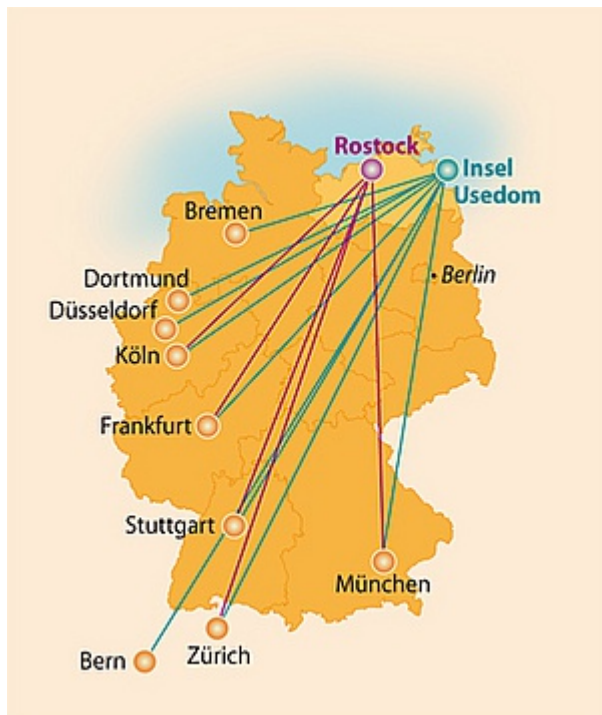 Rostock
Insel
Usedom
Bremen
Berlin
Dortmund
Düsseldorf
Köln
Frankfurt
Stuttgart
München
Zürich
Bern